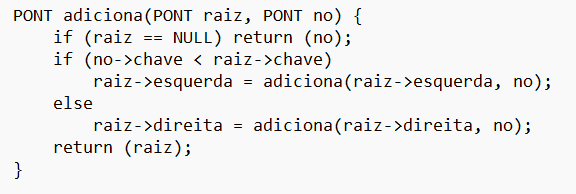 PONT adiciona(PONT raiz, PONT no) {
    if (raiz == NULL) return (no);
    if (no->chave < raiz->chave)
        raiz->esquerda = adiciona(raiz->esquerda, no);
    else
        raiz->direita = adiciona(raiz->direita, no);
    return (raiz);
}